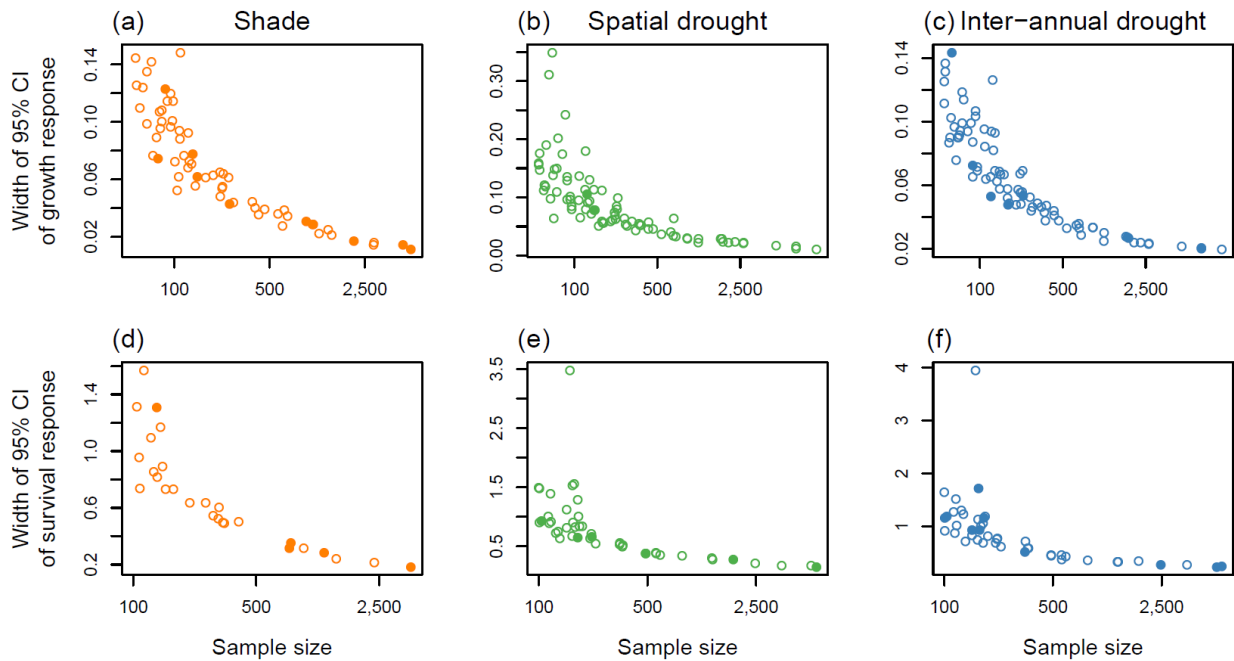 (a) Shade
(b) Spatial drought
(c) Inter−annual drought
Width of 95% CI
of growth response
0.02 0.06 0.10 0.14
100 500 2,500
0.00 0.10 0.20 0.30
100 500 2,500
0.02 0.06 0.10 0.14
100 500 2,500
(d)
(e)
(f)
Width of 95% CI
of survival response
0.2 0.6 1.0 1.4
100 500 2,500
0.5 1.5 2.5 3.5
100 500 2,500
1 2 3 4
100 500 2,500
Sample size
Sample size
Sample size